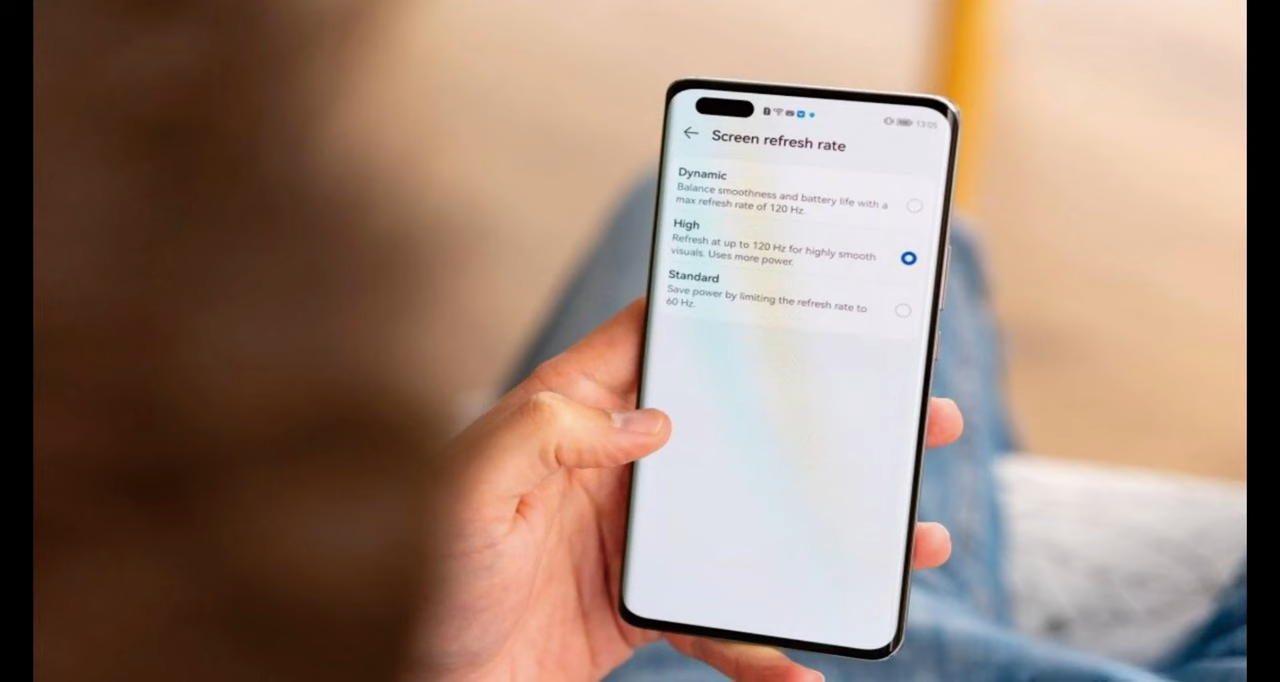 13:05
Screen refresh rate
Dynamic
Balance smoothness and battery life with a
max refresh rate of 120 Hz.
High
Refresh at up to 120 Hz for highly smooth
visuals. Uses more power.
Standard
Save power by limiting the refresh rate to
60 Hz.